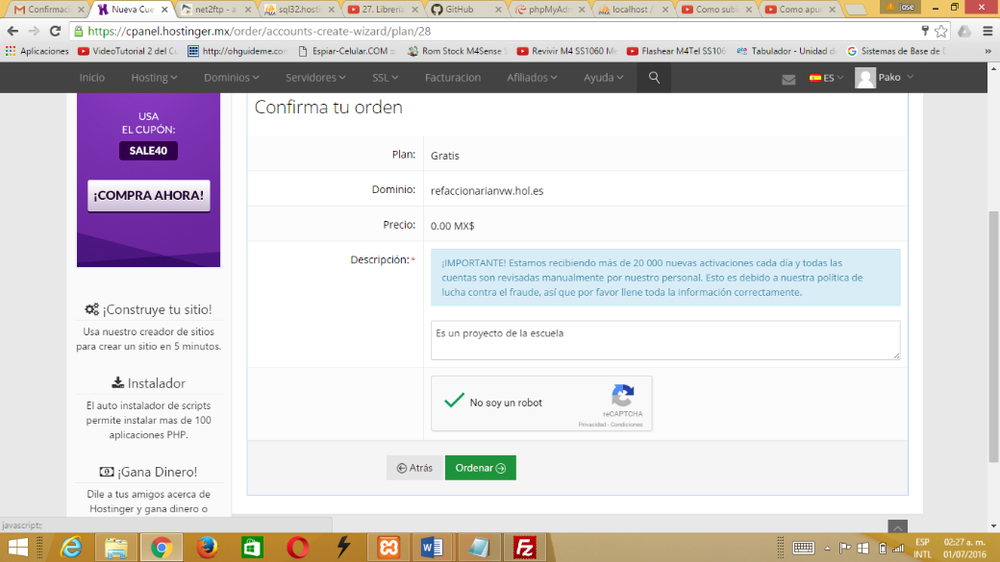 Confirmac
Nueva Cue
net2ftp - a
sql32.hostin
27. Librería
GitHub
phpMyAdm
localhost /
Como subir
Como apun
jose
https://cpanel.hostinger.mx/order/accounts-create-wizard/plan/28
Aplicaciones
VideoTutorial 2 del Cu
http://ohguideme.com
Espiar-Celular.COM ::
Rom Stock M4Sense S
Revivir M4 SS1060 Me
Flashear M4Tel SS106
Tabulador - Unidad d
Sistemas de Base de D
»
Inicio
Hosting
Dominios
Servidores
SSL
Facturacion
Afiliados
Ayuda
ES
Pako
USA
EL CUPÓN:
SALE40
¡COMPRA AHORA!
¡Construye tu sitio!
Usa nuestro creador de sitios
para crear un sitio en 5 minutos.
Instalador
El auto instalador de scripts
permite instalar mas de 100
aplicaciones PHP.
¡Gana Dinero!
Dile a tus amigos acerca de
Hostinger y gana dinero o
Confirma tu orden
Plan: Gratis
Dominio: refaccionarianvw.hol.es
Precio: 0.00 MX$
Descripción:*
¡IMPORTANTE! Estamos recibiendo más de 20 000 nuevas activaciones cada día y todas las
cuentas son revisadas manualmente por nuestro personal. Esto es debido a nuestra política de
lucha contra el fraude, así que por favor llene toda la información correctamente.
Es un proyecto de la escuela
No soy un robot
reCAPTCHA
Privacidad - Condiciones
Atrás
Ordenar
javascript:;
ESP
INTL
02:27 a. m.
01/07/2016